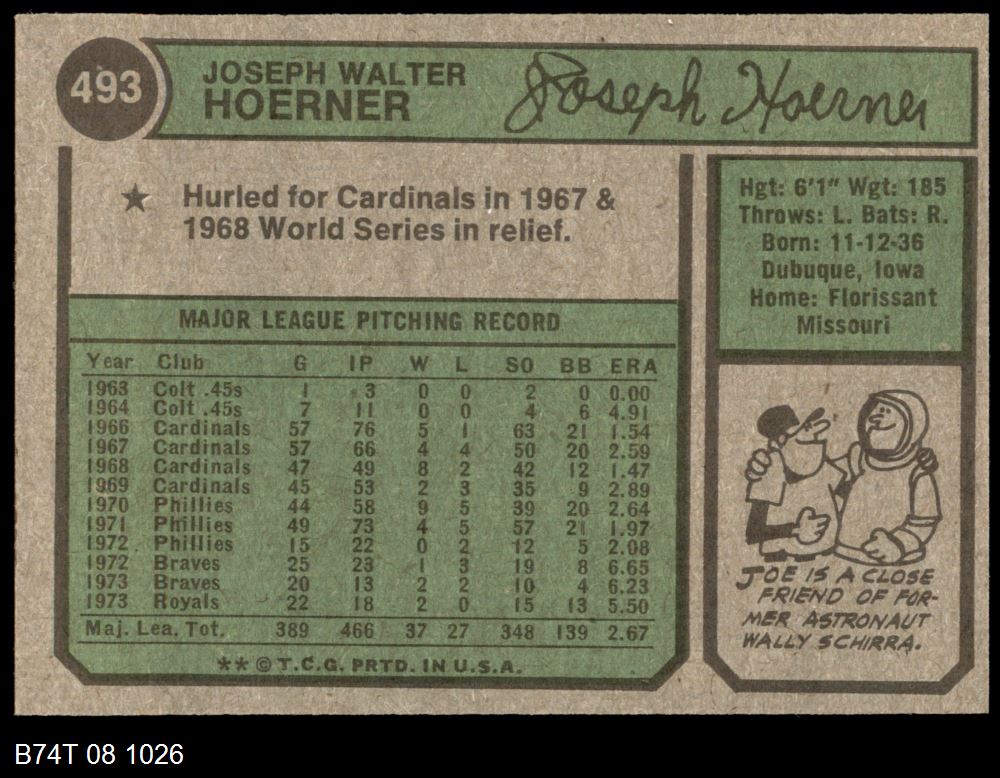 493
JOSEPH WALTER
HOERNER
Joseph Hoerner
★ Hurled for Cardinals in 1967 &
1968 World Series in relief.
Hgt: 6'1" Wgt: 185
Throws: L. Bats: R.
Born: 11-12-36
Dubuque, Iowa
Home: Florissant
Missouri
MAJOR LEAGUE PITCHING RECORD
Year Club G IP W L SO BB ERA
1963 Colt .45s 1 3 0 0 2 0 0.00
1964 Colt .45s 7 11 0 0 4 6 4.91
1966 Cardinals 57 76 5 1 63 21 1.54
1967 Cardinals 57 66 4 4 50 20 2.59
1968 Cardinals 47 49 8 2 42 12 1.47
1969 Cardinals 45 53 2 3 35 9 2.89
1970 Phillies 44 58 9 5 39 20 2.64
1971 Phillies 49 73 4 5 57 21 1.97
1972 Phillies 15 22 0 2 12 5 2.08
1972 Braves 25 23 1 3 19 8 6.65
1973 Braves 20 13 2 2 10 4 6.23
1973 Royals 22 18 2 0 15 13 5.50
Maj. Lea. Tot. 389 466 37 27 348 139 2.67
** © T.C.G. PRTD. IN U.S.A.
JOE IS A CLOSE
FRIEND OF FOR-
MER ASTRONAUT
WALLY SCHIRRA.
B74T 08 1026